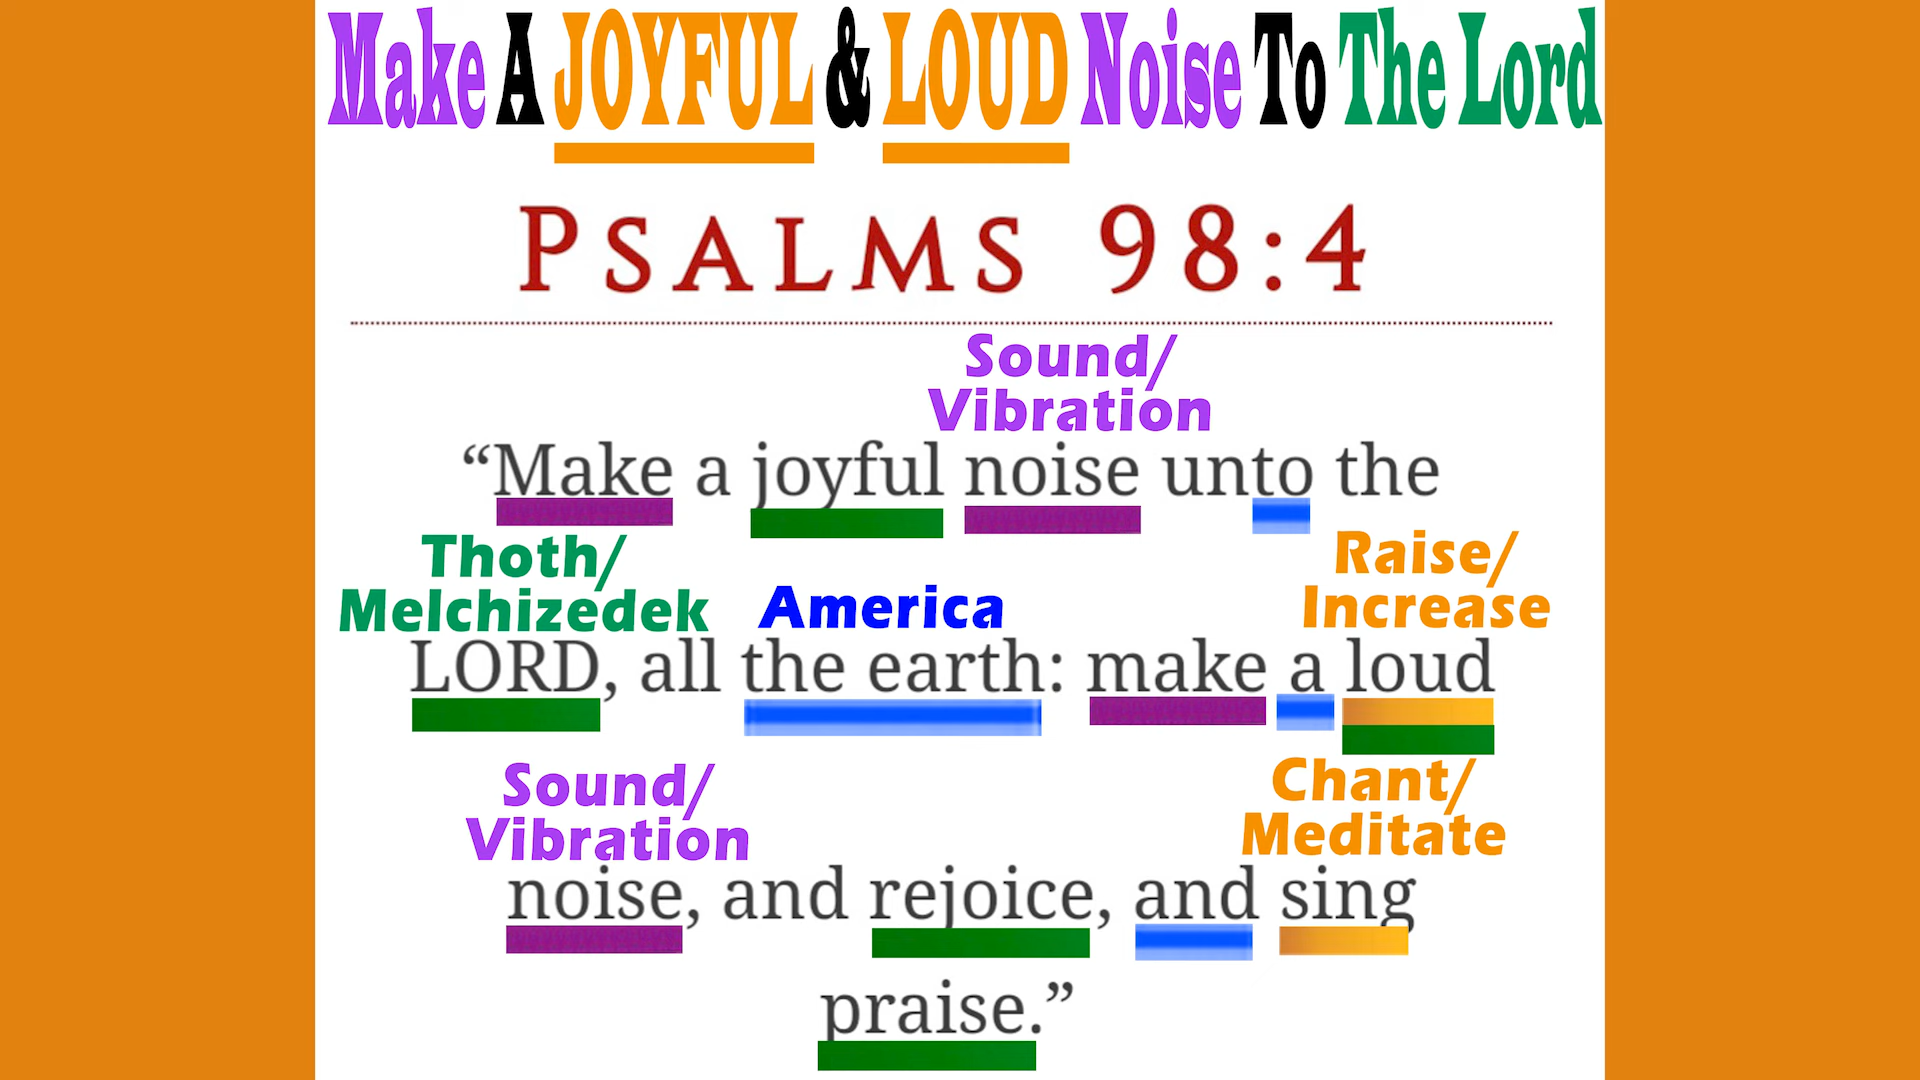 Make A JOYFUL & LOUD Noise To The Lord
PSALMS 98:4
Sound/
Vibration
“Make a joyful noise unto the
Thoth/
Melchizedek
America
Raise/
Increase
LORD, all the earth: make a loud
Sound/
Vibration
Chant/
Meditate
noise, and rejoice, and sing
praise.”